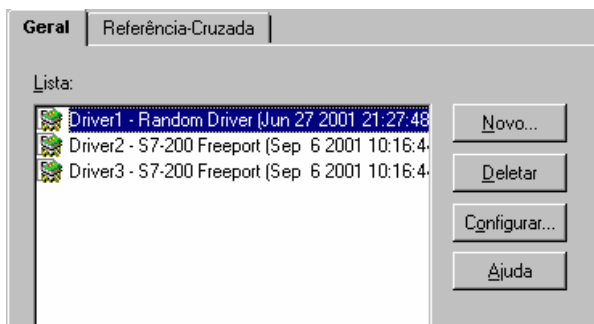 Geral Referência-Cruzada
Lista:
Driver1 - Random Driver (Jun 27 2001 21:27:48
Driver2 - S7-200 Freeport (Sep 6 2001 10:16:4
Driver3 - S7-200 Freeport (Sep 6 2001 10:16:4
Novo...
Deletar
Configurar...
Ajuda